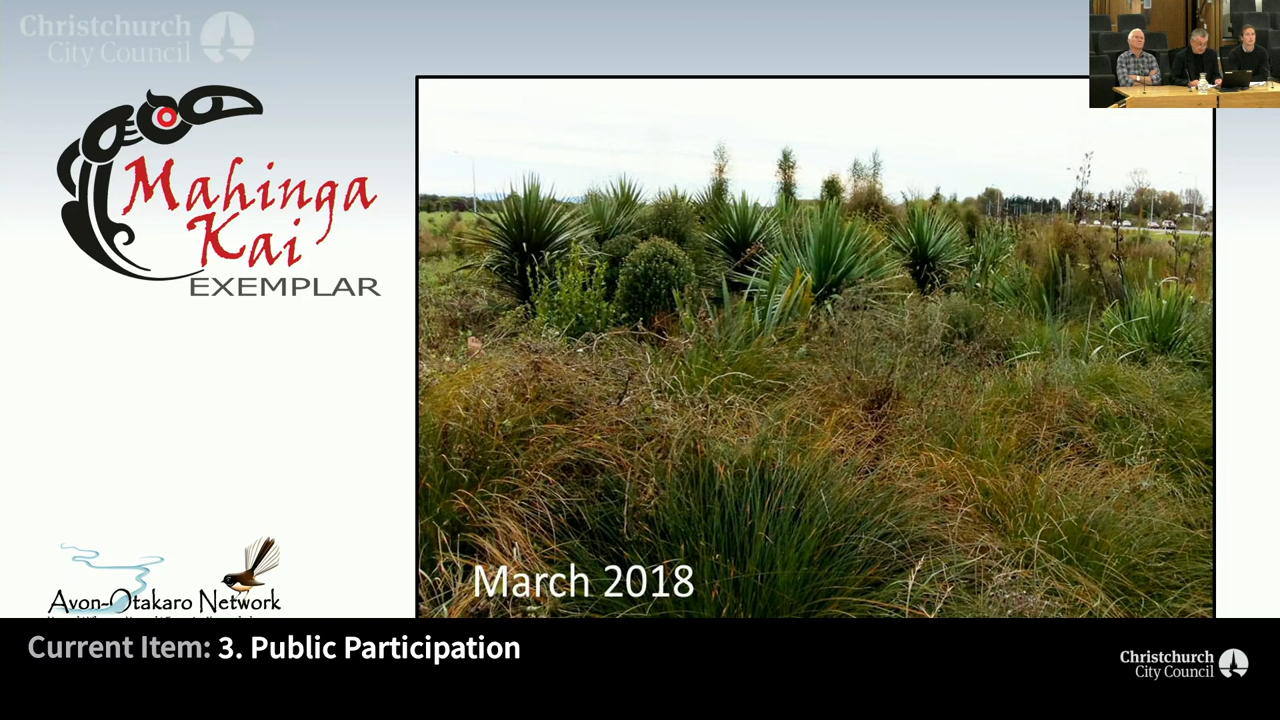 Christchurch
City Council
Mahinga
Kai
EXEMPLAR
March 2018
Avon-Otakaro Network
Current Item: 3. Public Participation
Christchurch
City Council